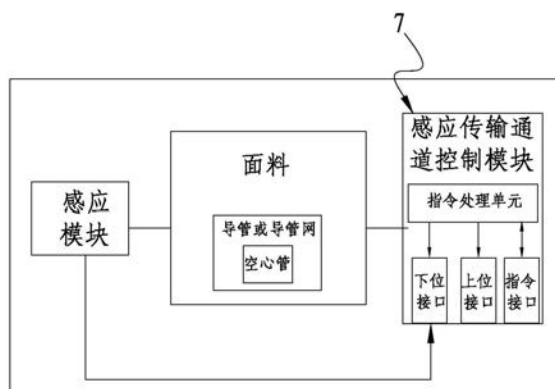 7
感应传输通
道控制模块
面料
指令处理单元
感应
模块
导管或导管网
空心管
下位
接口
上位
接口
指令
接口